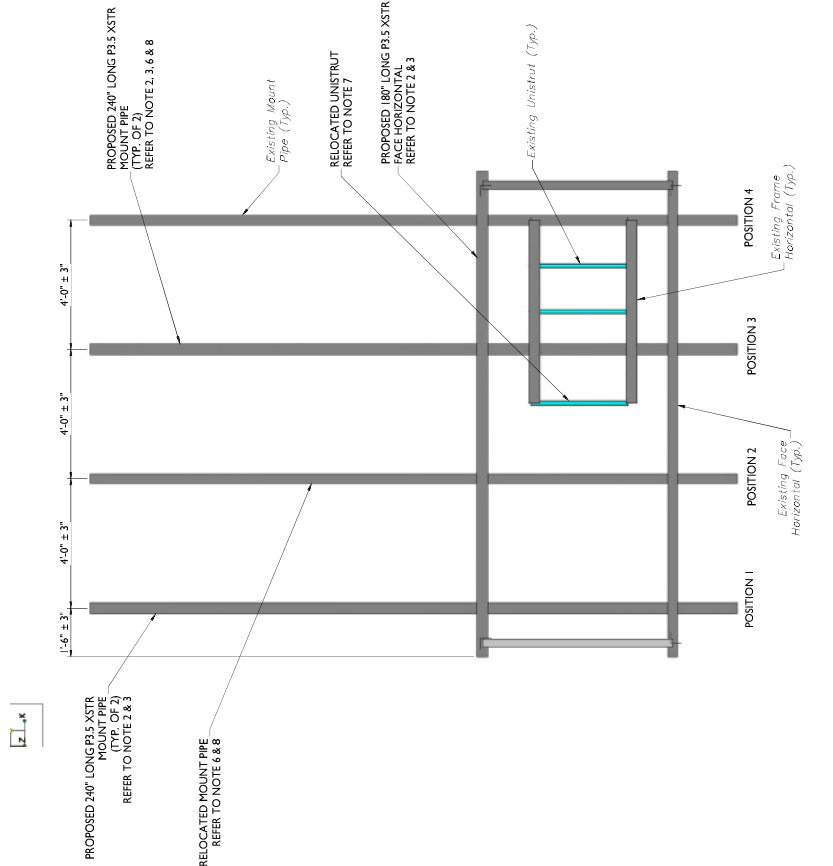 PROPOSED 240" LONG P3.5 XSTR
MOUNT PIPE
(TYP. OF 2)
REFER TO NOTE 2, 3, 6 & 8
Existing Mount
Pipe (Typ.)
RELOCATED UNISTRUT
REFER TO NOTE 7
PROPOSED 180" LONG P3.5 XSTR
FACE HORIZONTAL
REFER TO NOTE 2 & 3
Existing Unistrut (Typ.)
4'-0" ± 3"
4'-0" ± 3"
4'-0" ± 3"
1'-6" ± 3"
POSITION 4
POSITION 3
POSITION 2
POSITION 1
Existing Frame
Horizontal (Typ.)
Existing Face
Horizontal (Typ.)
PROPOSED 240" LONG P3.5 XSTR
MOUNT PIPE
(TYP. OF 2)
REFER TO NOTE 2 & 3
RELOCATED MOUNT PIPE
REFER TO NOTE 6 & 8
Z
X